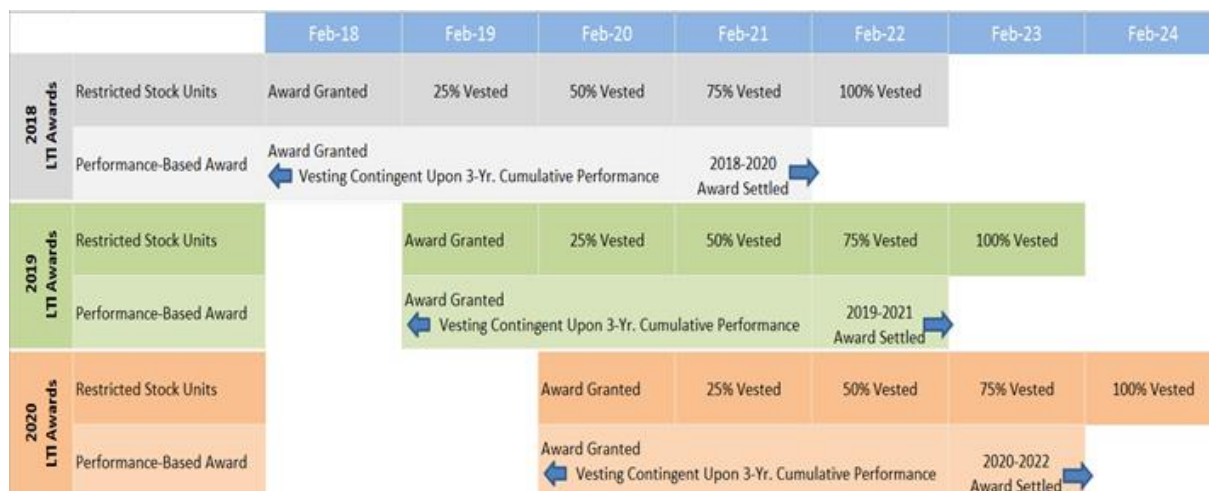 Feb-18 Feb-19 Feb-20 Feb-21 Feb-22 Feb-23 Feb-24
2018
LTI Awards
Restricted Stock Units Award Granted 25% Vested 50% Vested 75% Vested 100% Vested
Performance-Based Award
Award Granted
Vesting Contingent Upon 3-Yr. Cumulative Performance
2018-2020
Award Settled
2019
LTI Awards
Restricted Stock Units Award Granted 25% Vested 50% Vested 75% Vested 100% Vested
Performance-Based Award
Award Granted
Vesting Contingent Upon 3-Yr. Cumulative Performance
2019-2021
Award Settled
2020
LTI Awards
Restricted Stock Units Award Granted 25% Vested 50% Vested 75% Vested 100% Vested
Performance-Based Award
Award Granted
Vesting Contingent Upon 3-Yr. Cumulative Performance
2020-2022
Award Settled